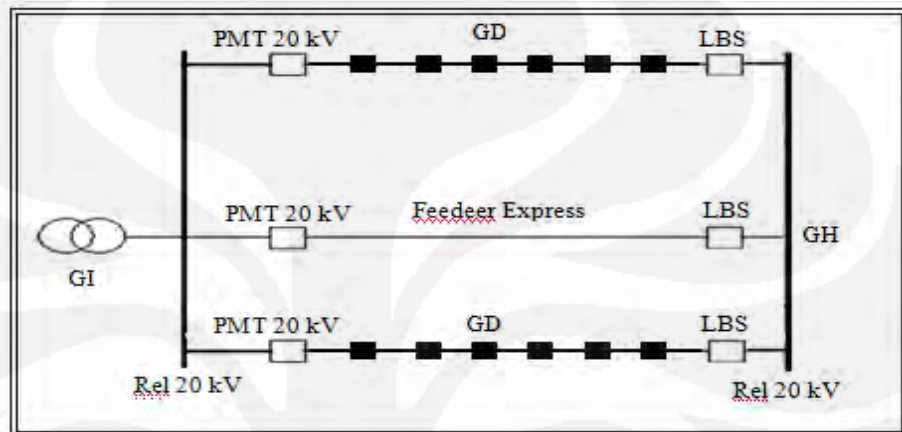 PMT 20 kV GD LBS
PMT 20 kV Feedeer Express LBS
GH
GI
PMT 20 kV GD LBS
Rel 20 kV Rel 20 kV